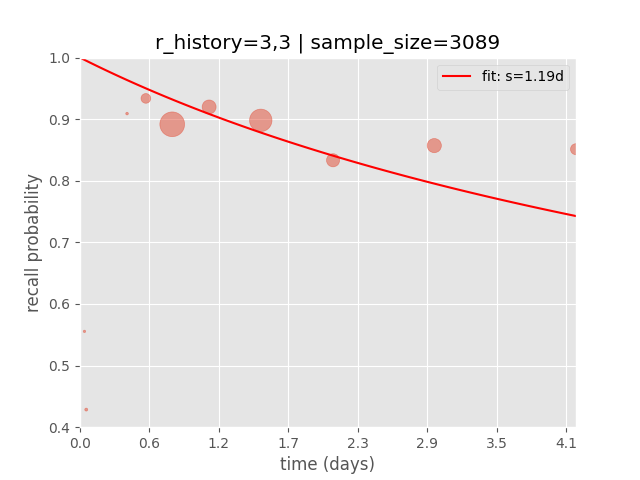 r_history=3,3 | sample_size=3089
fit: s=1.19d
recall probability
1.0
0.9
0.8
0.7
0.6
0.5
0.4
0.0 0.6 1.2 1.7 2.3 2.9 3.5 4.1
time (days)